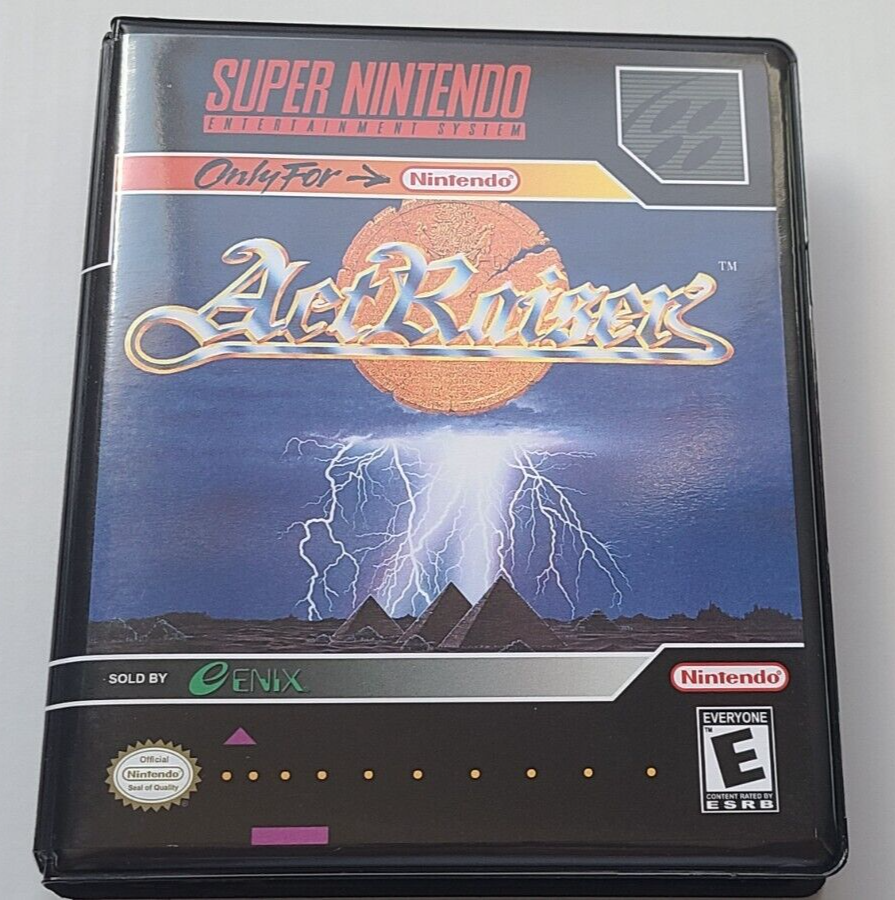 SUPER NINTENDO
ENTERTAINMENT SYSTEM
Only For → Nintendo®
ActRaiser™
SOLD BY e ENIX
Nintendo®
Official
Nintendo
Seal of Quality
EVERYONE
™
E
CONTENT RATED BY
ESRB